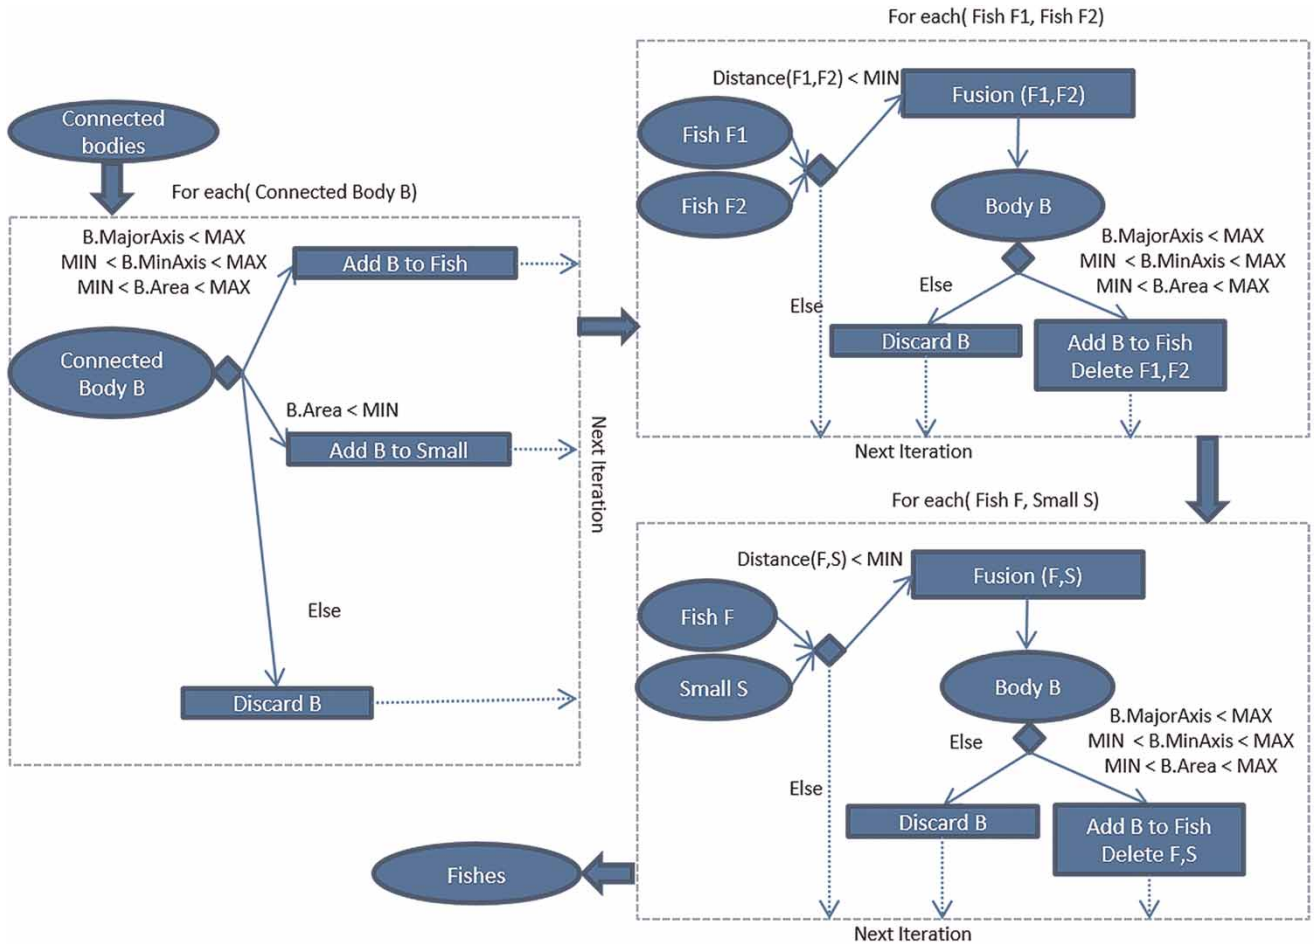 Connected
bodies
For each( Connected Body B)
B.MajorAxis < MAX
MIN < B.MinAxis < MAX
MIN < B.Area < MAX
Add B to Fish
Connected
Body B
B.Area < MIN
Add B to Small
Else
Discard B
Next Iteration
For each( Fish F1, Fish F2)
Distance(F1,F2) < MIN
Fusion (F1,F2)
Fish F1
Fish F2
Body B
B.MajorAxis < MAX
MIN < B.MinAxis < MAX
MIN < B.Area < MAX
Else
Else
Discard B
Add B to Fish
Delete F1,F2
Next Iteration
For each( Fish F, Small S)
Distance(F,S) < MIN
Fusion (F,S)
Fish F
Small S
Body B
B.MajorAxis < MAX
MIN < B.MinAxis < MAX
MIN < B.Area < MAX
Else
Else
Discard B
Add B to Fish
Delete F,S
Next Iteration
Fishes